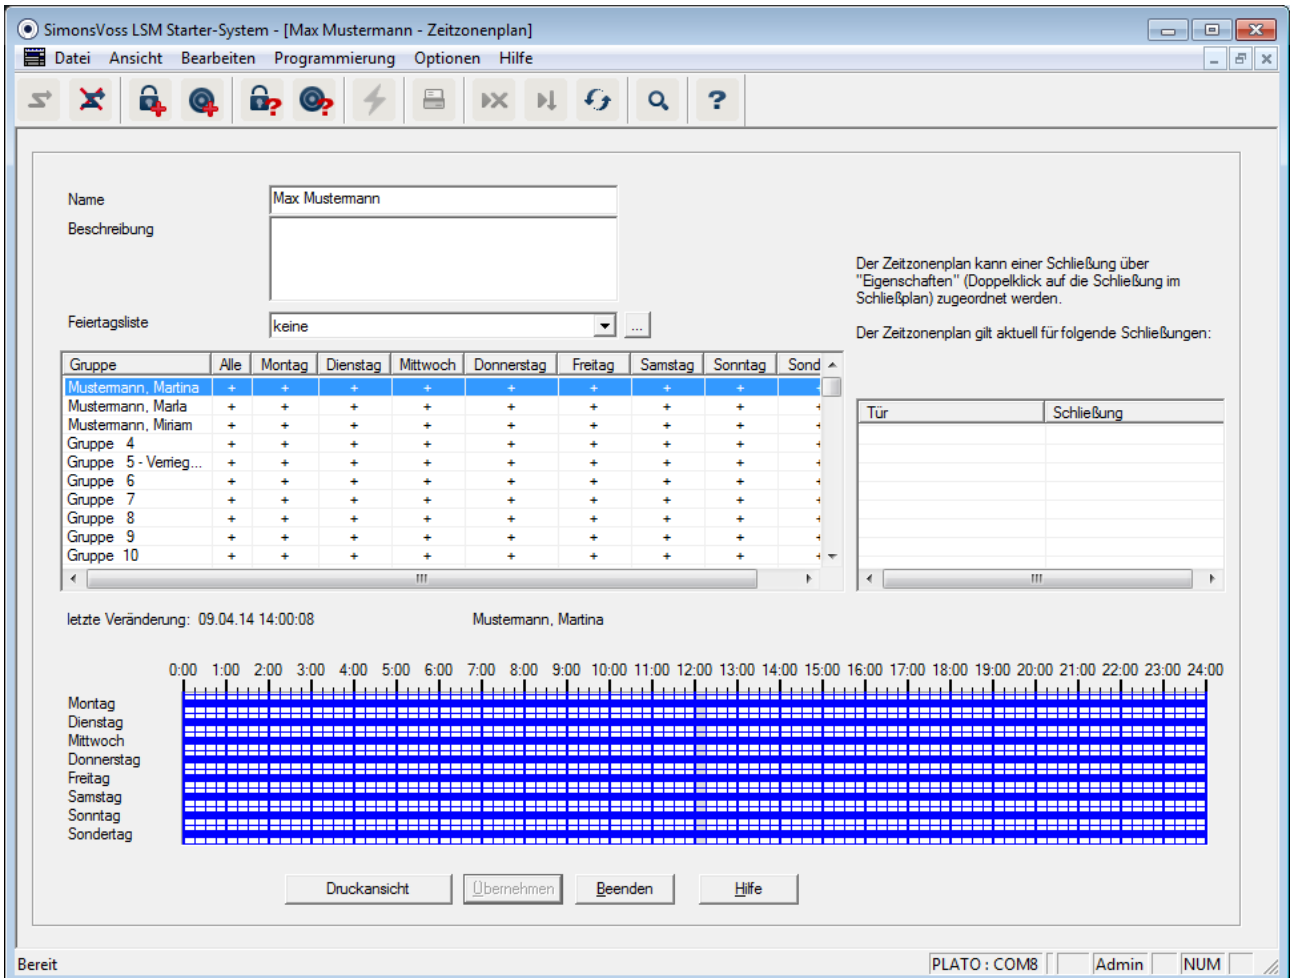 SimonsVoss LSM Starter-System - [Max Mustermann - Zeitzonenplan]
Datei Ansicht Bearbeiten Programmierung Optionen Hilfe
Name Max Mustermann
Beschreibung
Der Zeitzonenplan kann einer Schließung über
"Eigenschaften" (Doppelklick auf die Schließung im
Schließplan) zugeordnet werden.
Feiertagsliste keine ...
Der Zeitzonenplan gilt aktuell für folgende Schließungen:
Gruppe Alle Montag Dienstag Mittwoch Donnerstag Freitag Samstag Sonntag Sond
Mustermann, Martina + + + + + + + + +
Mustermann, Marla + + + + + + + + +
Mustermann, Miriam + + + + + + + + +
Gruppe 4 + + + + + + + + +
Gruppe 5 - Verrieg... + + + + + + + + +
Gruppe 6 + + + + + + + + +
Gruppe 7 + + + + + + + + +
Gruppe 8 + + + + + + + + +
Gruppe 9 + + + + + + + + +
Gruppe 10 + + + + + + + + +
Tür Schließung
letzte Veränderung: 09.04.14 14:00:08 Mustermann, Martina
0:00 1:00 2:00 3:00 4:00 5:00 6:00 7:00 8:00 9:00 10:00 11:00 12:00 13:00 14:00 15:00 16:00 17:00 18:00 19:00 20:00 21:00 22:00 23:00 24:00
Montag
Dienstag
Mittwoch
Donnerstag
Freitag
Samstag
Sonntag
Sondertag
Druckansicht Übernehmen Beenden Hilfe
Bereit PLATO : COM8 Admin NUM